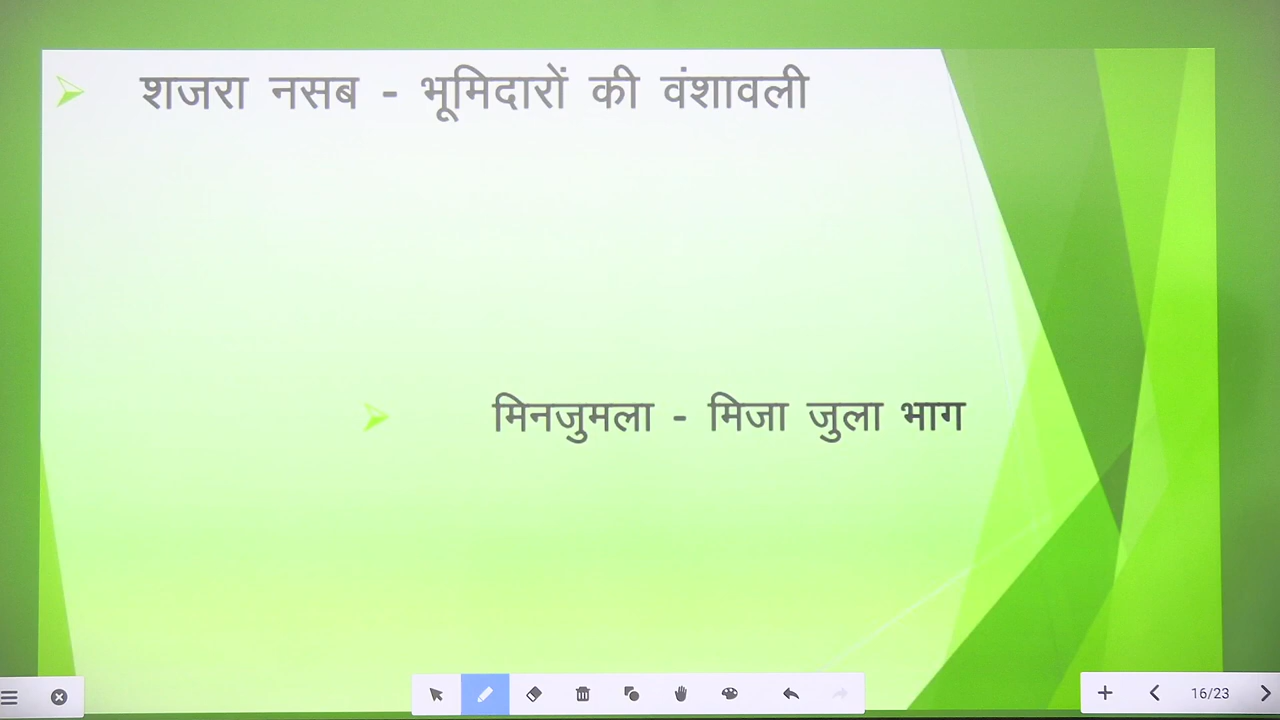 शजरा नसब - भूमिदारों की वंशावली
मिनजुमला - मिजा जुला भाग
16/23